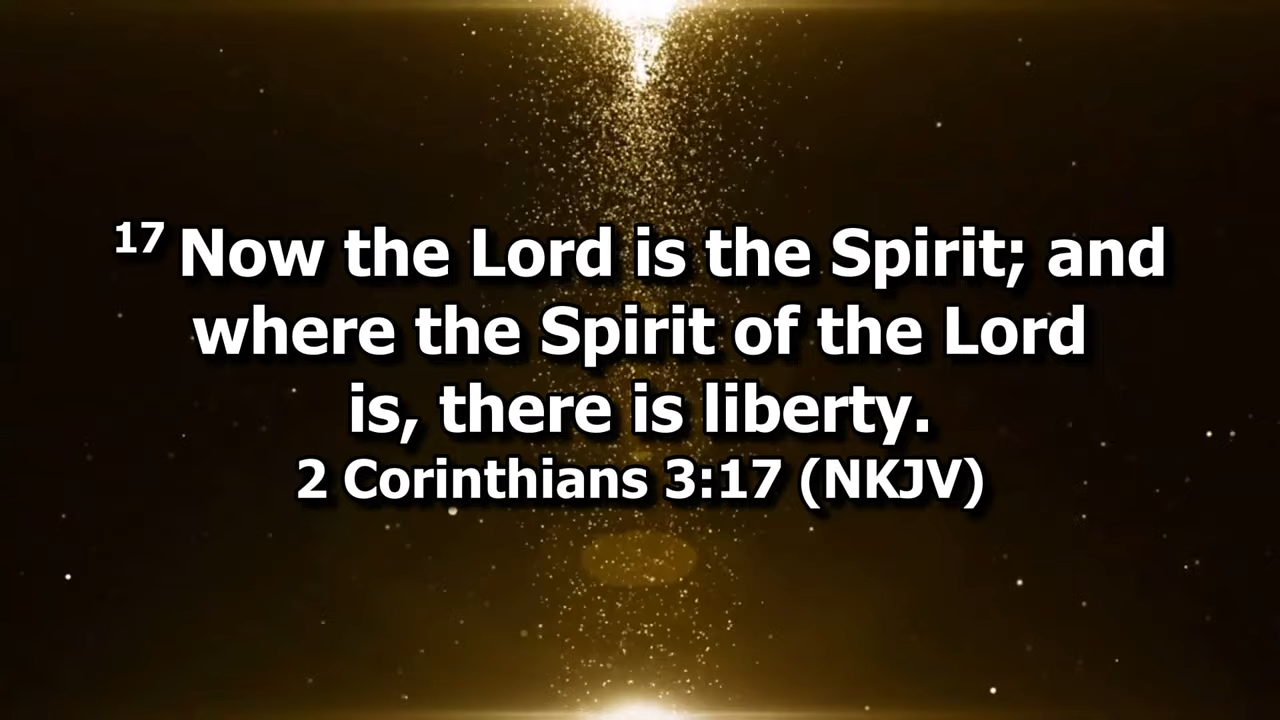 17 Now the Lord is the Spirit; and
where the Spirit of the Lord
is, there is liberty.
2 Corinthians 3:17 (NKJV)